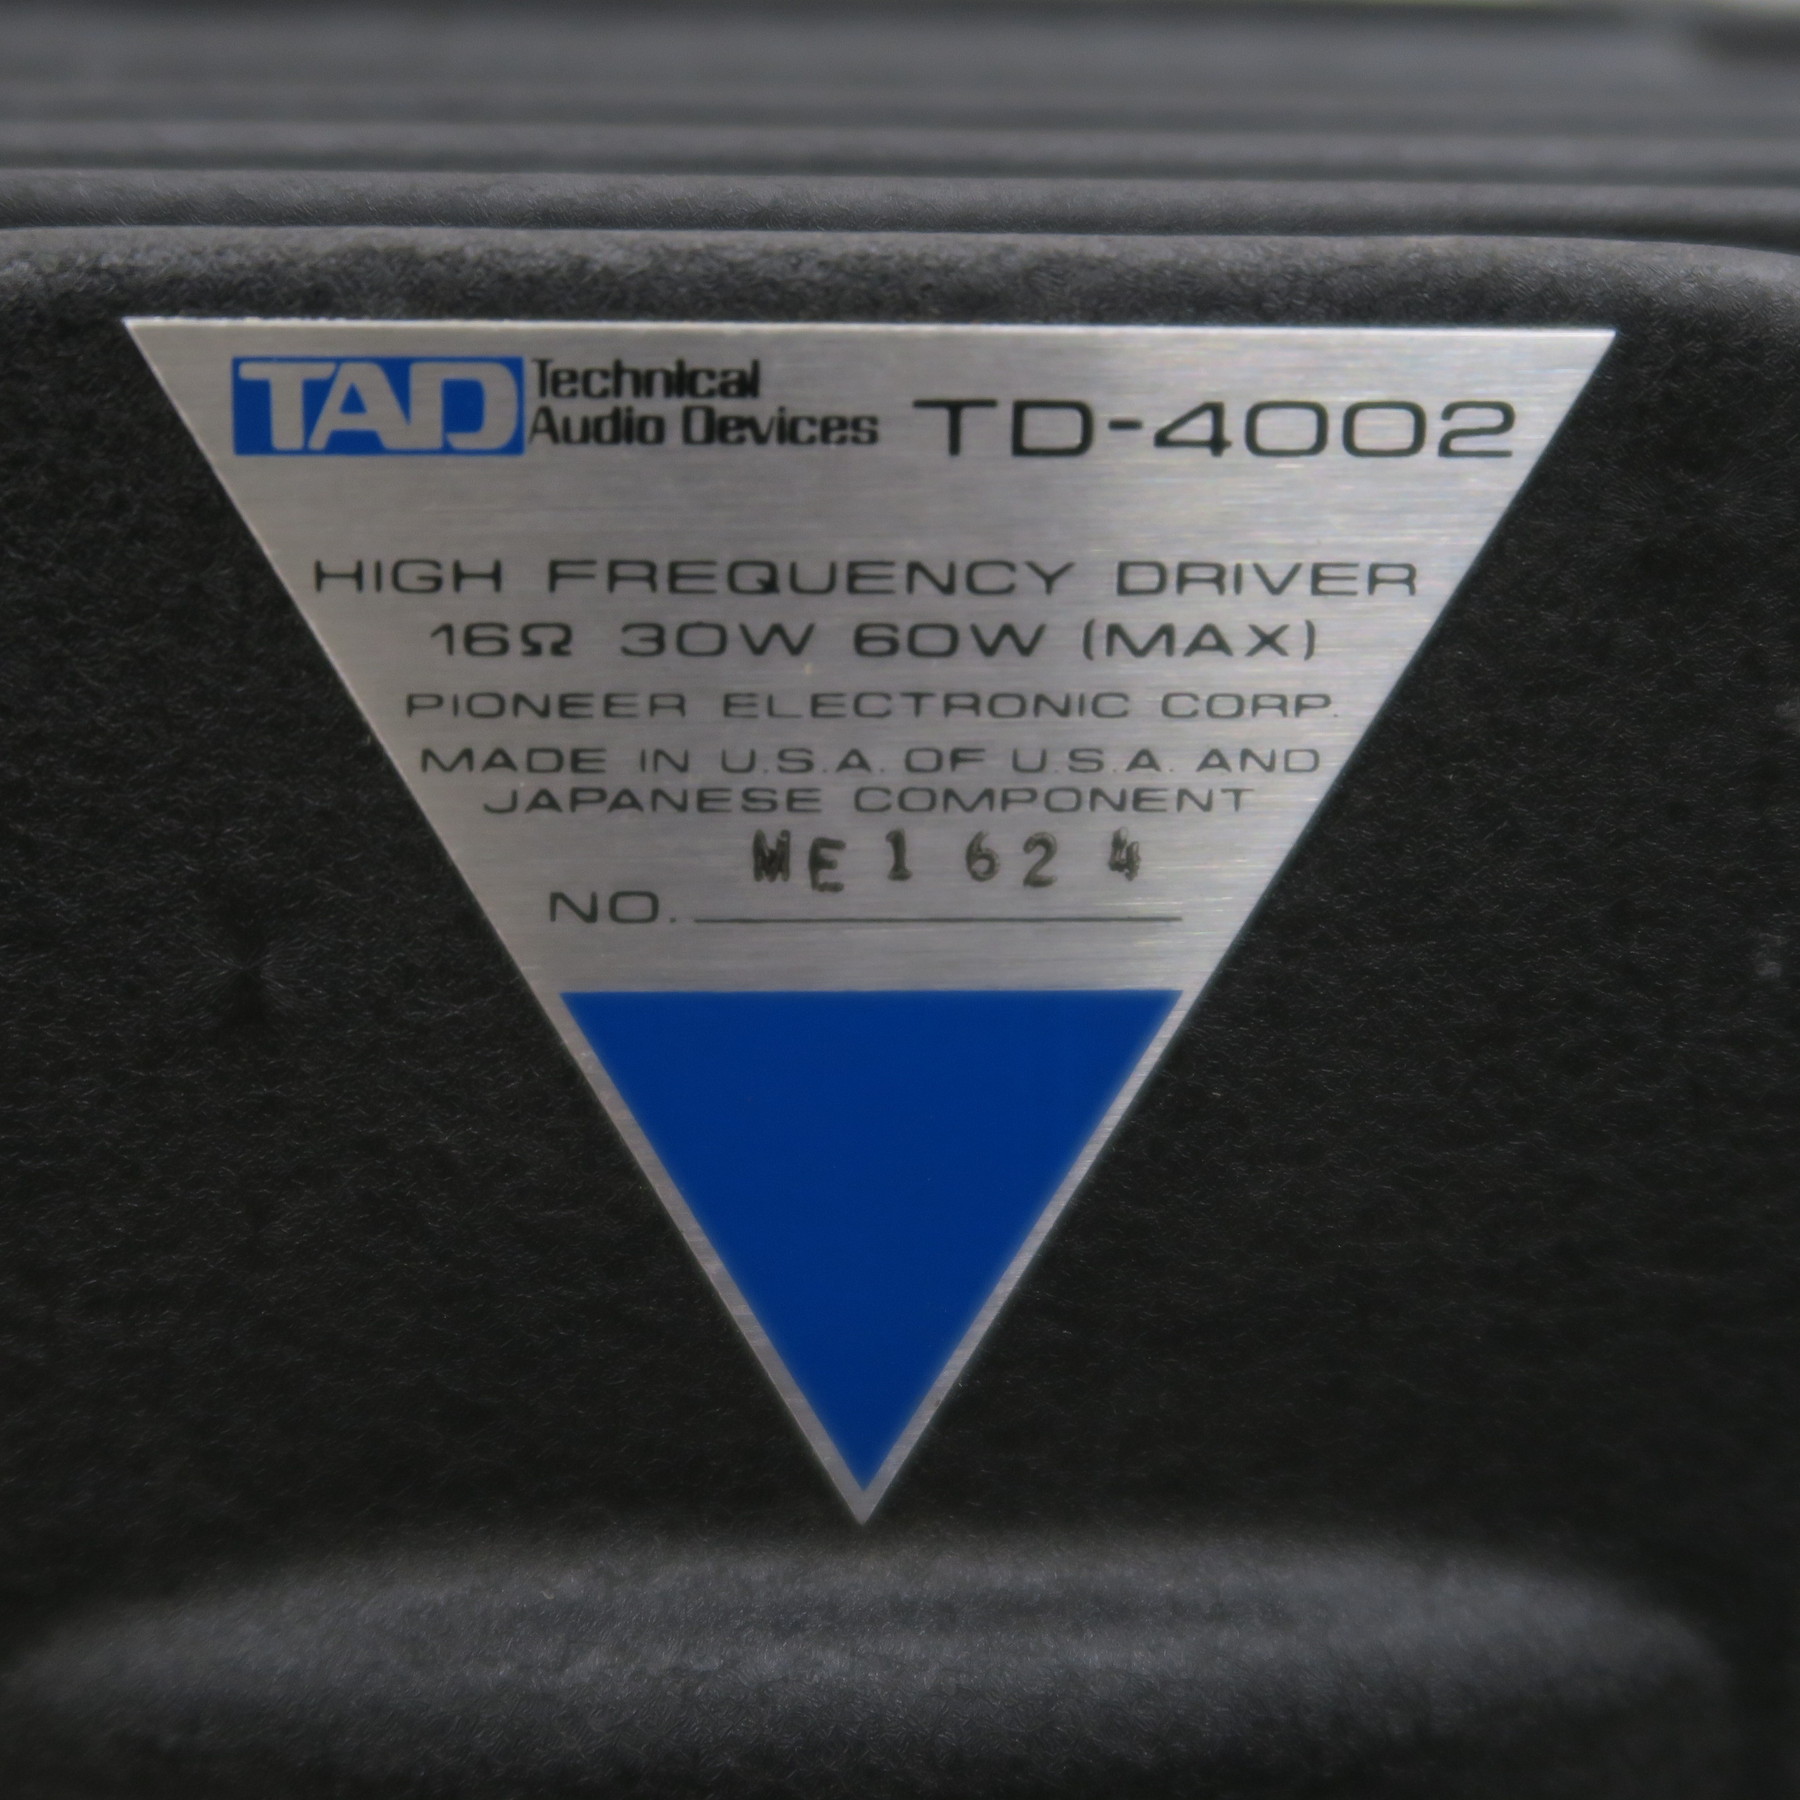 TAD Technical
Audio Devices TD-4002
HIGH FREQUENCY DRIVER
16Ω 30W 60W (MAX)
PIONEER ELECTRONIC CORP.
MADE IN U.S.A. OF U.S.A. AND
JAPANESE COMPONENT
ME1624
NO.